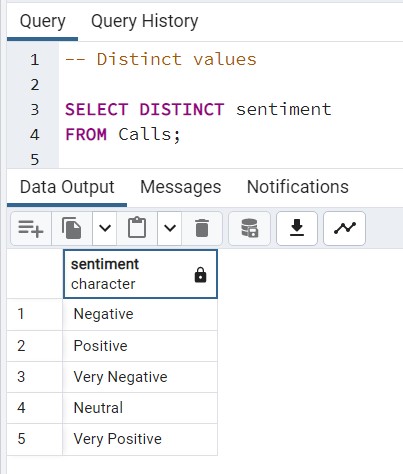 Query Query History
1 -- Distinct values
2
3 SELECT DISTINCT sentiment
4 FROM Calls;
5
Data Output Messages Notifications
sentiment
character
1 Negative
2 Positive
3 Very Negative
4 Neutral
5 Very Positive